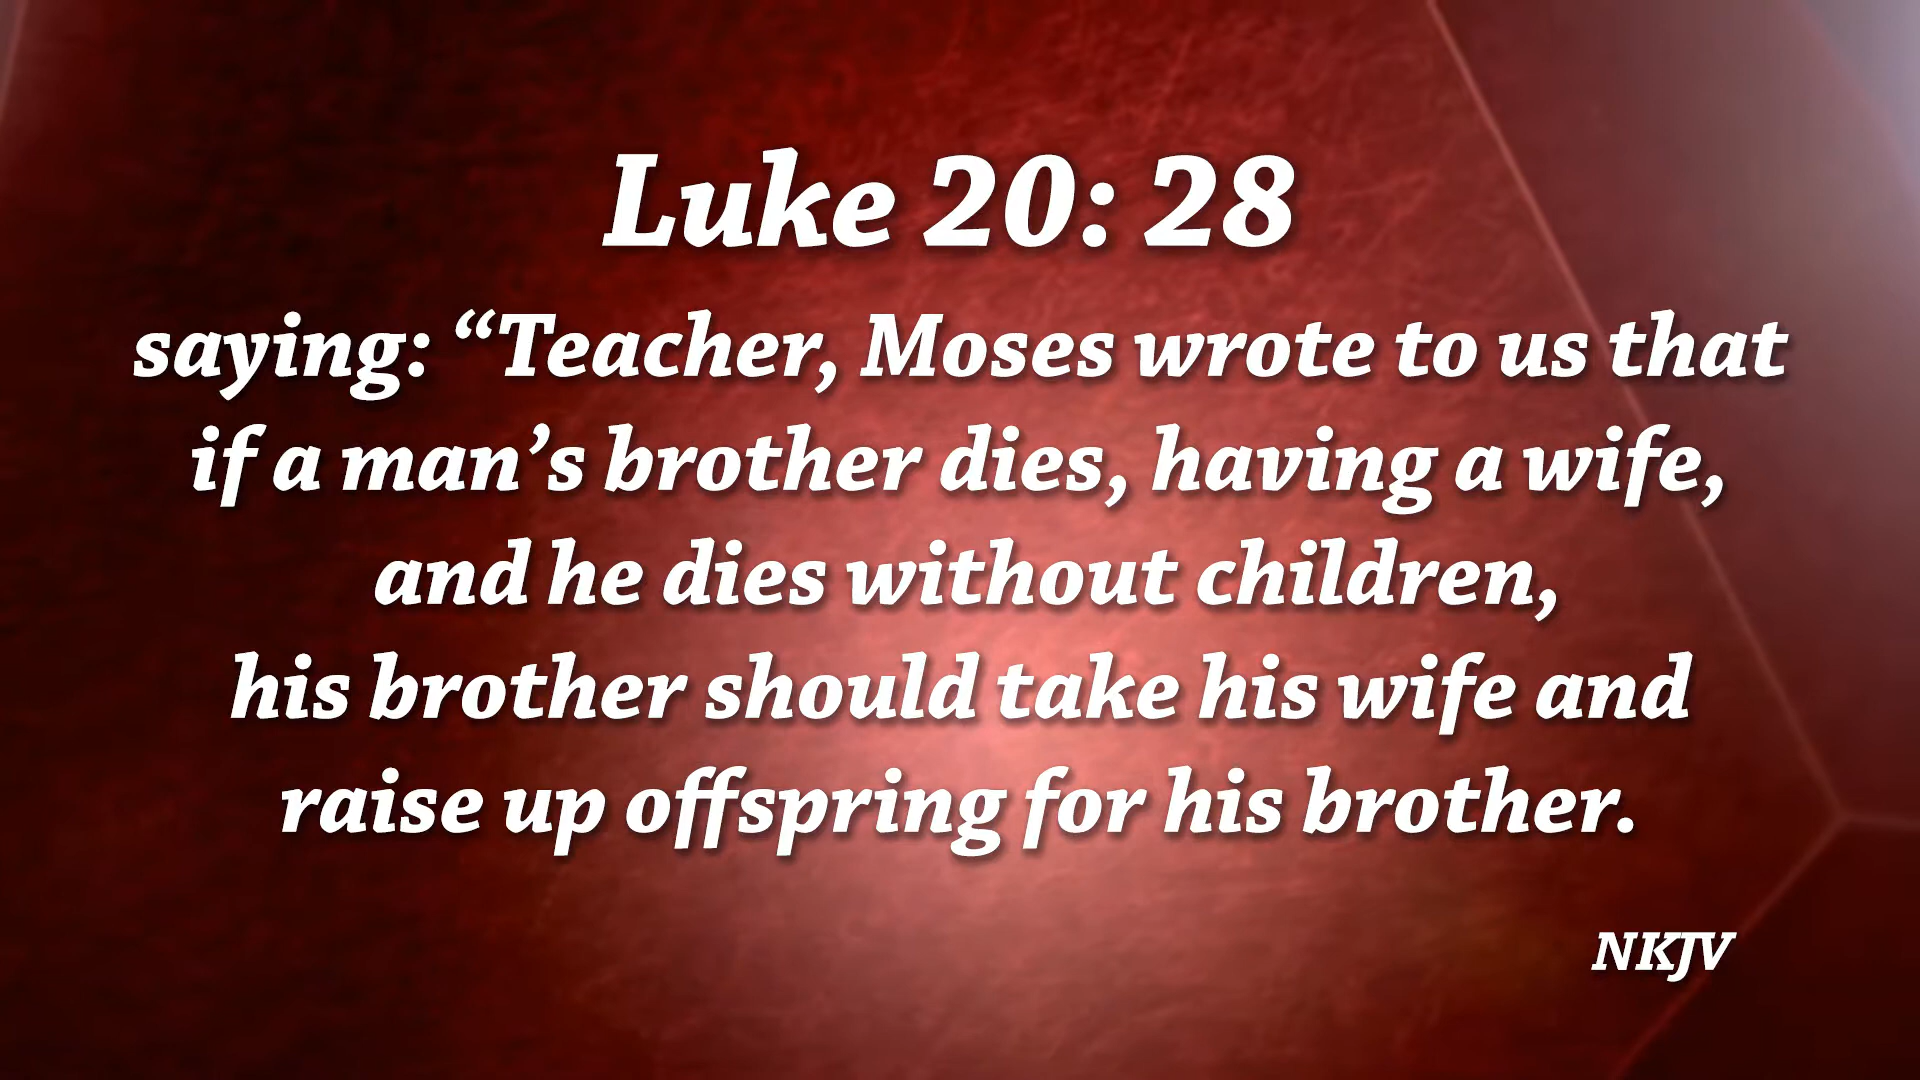 Luke 20: 28
saying: “Teacher, Moses wrote to us that
if a man’s brother dies, having a wife,
and he dies without children,
his brother should take his wife and
raise up offspring for his brother.
NKJV